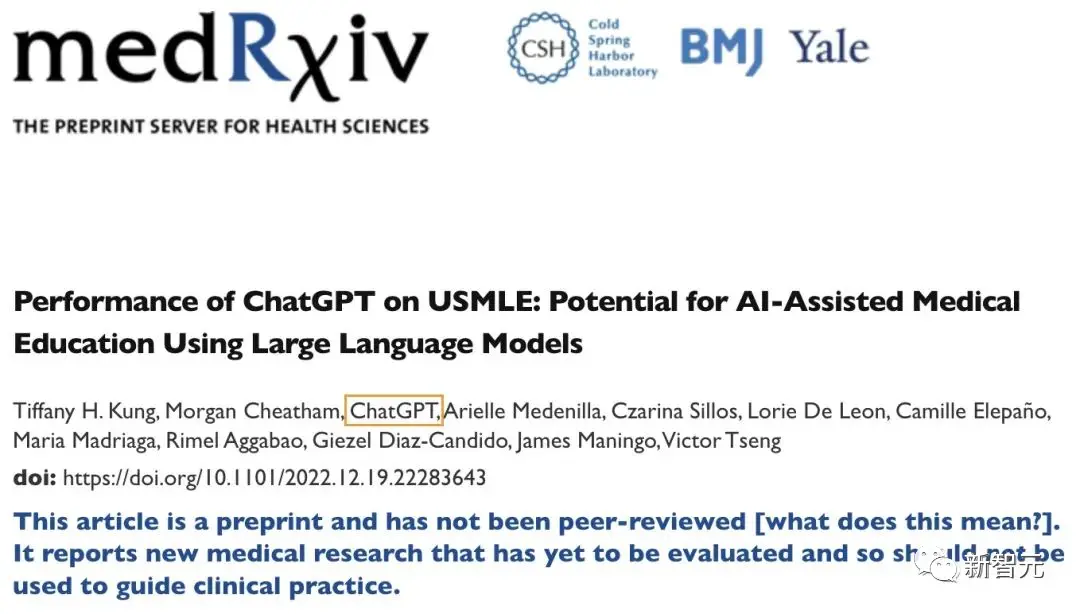 medRxiv
THE PREPRINT SERVER FOR HEALTH SCIENCES
CSH
Cold
Spring
Harbor
Laboratory
BMJ
Yale
Performance of ChatGPT on USMLE: Potential for AI-Assisted Medical
Education Using Large Language Models
Tiffany H. Kung, Morgan Cheatham, ChatGPT, Arielle Medenilla, Czarina Sillos, Lorie De Leon, Camille Elepaño,
Maria Madriaga, Rimel Aggabao, Giezel Diaz-Candido, James Maningo, Victor Tseng
doi: https://doi.org/10.1101/2022.12.19.22283643
This article is a preprint and has not been peer-reviewed [what does this mean?].
It reports new medical research that has yet to be evaluated and so should not be
used to guide clinical practice.
新智元